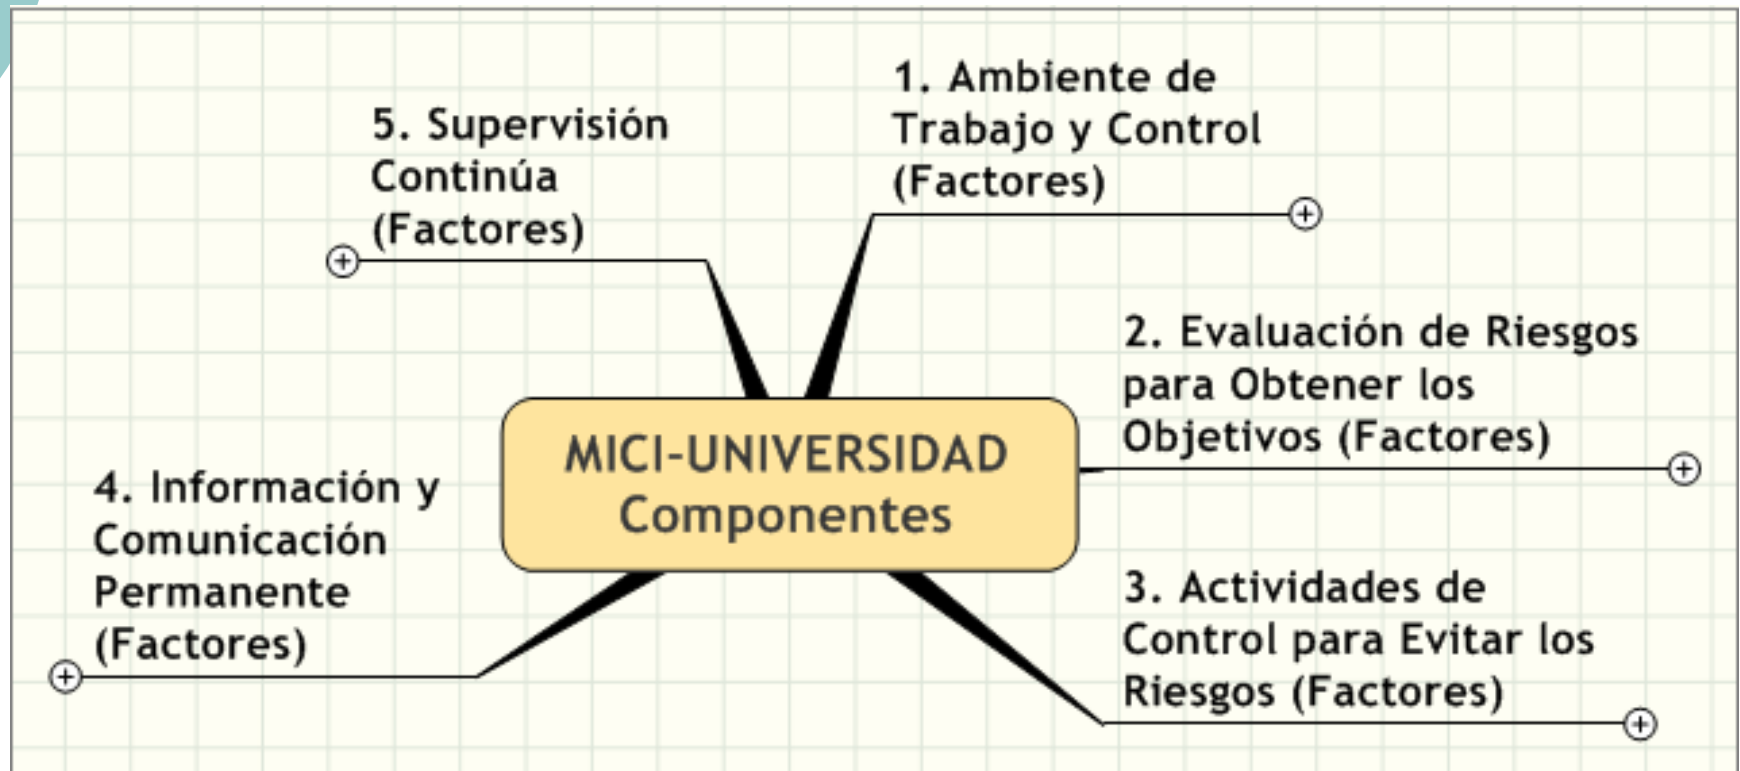 MICI-UNIVERSIDAD
Componentes
1. Ambiente de
Trabajo y Control
(Factores)
2. Evaluación de Riesgos
para Obtener los
Objetivos (Factores)
3. Actividades de
Control para Evitar los
Riesgos (Factores)
4. Información y
Comunicación
Permanente
(Factores)
5. Supervisión
Continúa
(Factores)